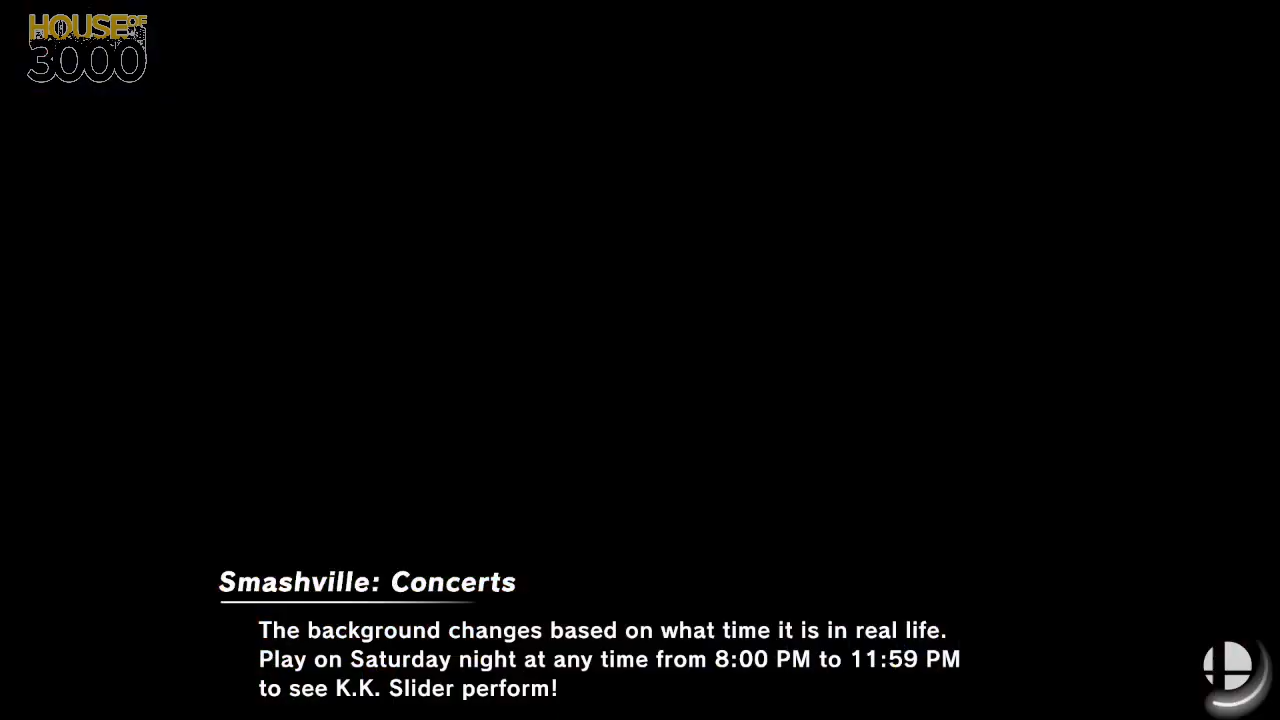 HOUSE OF
3000
Smashville: Concerts
The background changes based on what time it is in real life.
Play on Saturday night at any time from 8:00 PM to 11:59 PM
to see K.K. Slider perform!